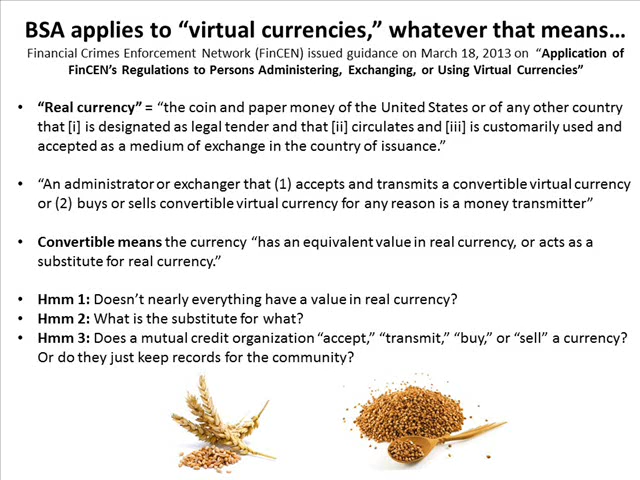 BSA applies to “virtual currencies,” whatever that means…
Financial Crimes Enforcement Network (FinCEN) issued guidance on March 18, 2013 on “Application of
FinCEN’s Regulations to Persons Administering, Exchanging, or Using Virtual Currencies”
• “Real currency” = “the coin and paper money of the United States or of any other country
that [i] is designated as legal tender and that [ii] circulates and [iii] is customarily used and
accepted as a medium of exchange in the country of issuance.”
• “An administrator or exchanger that (1) accepts and transmits a convertible virtual currency
or (2) buys or sells convertible virtual currency for any reason is a money transmitter”
• Convertible means the currency “has an equivalent value in real currency, or acts as a
substitute for real currency.”
• Hmm 1: Doesn’t nearly everything have a value in real currency?
• Hmm 2: What is the substitute for what?
• Hmm 3: Does a mutual credit organization “accept,” “transmit,” “buy,” or “sell” a currency?
Or do they just keep records for the community?